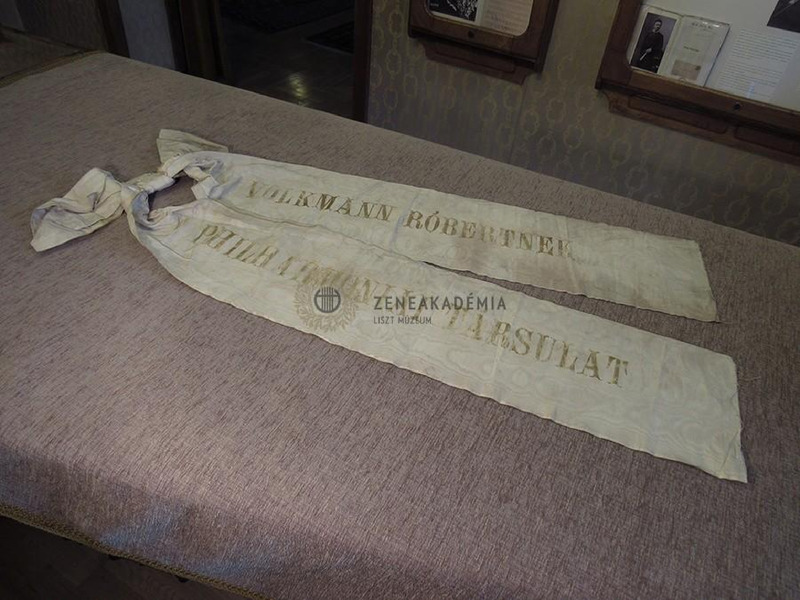 VOLKMANN RÓBERTNEK
PHILHARMONIAI TÁRSULAT
ZENEAKADÉMIA
LISZT MÚZEUM